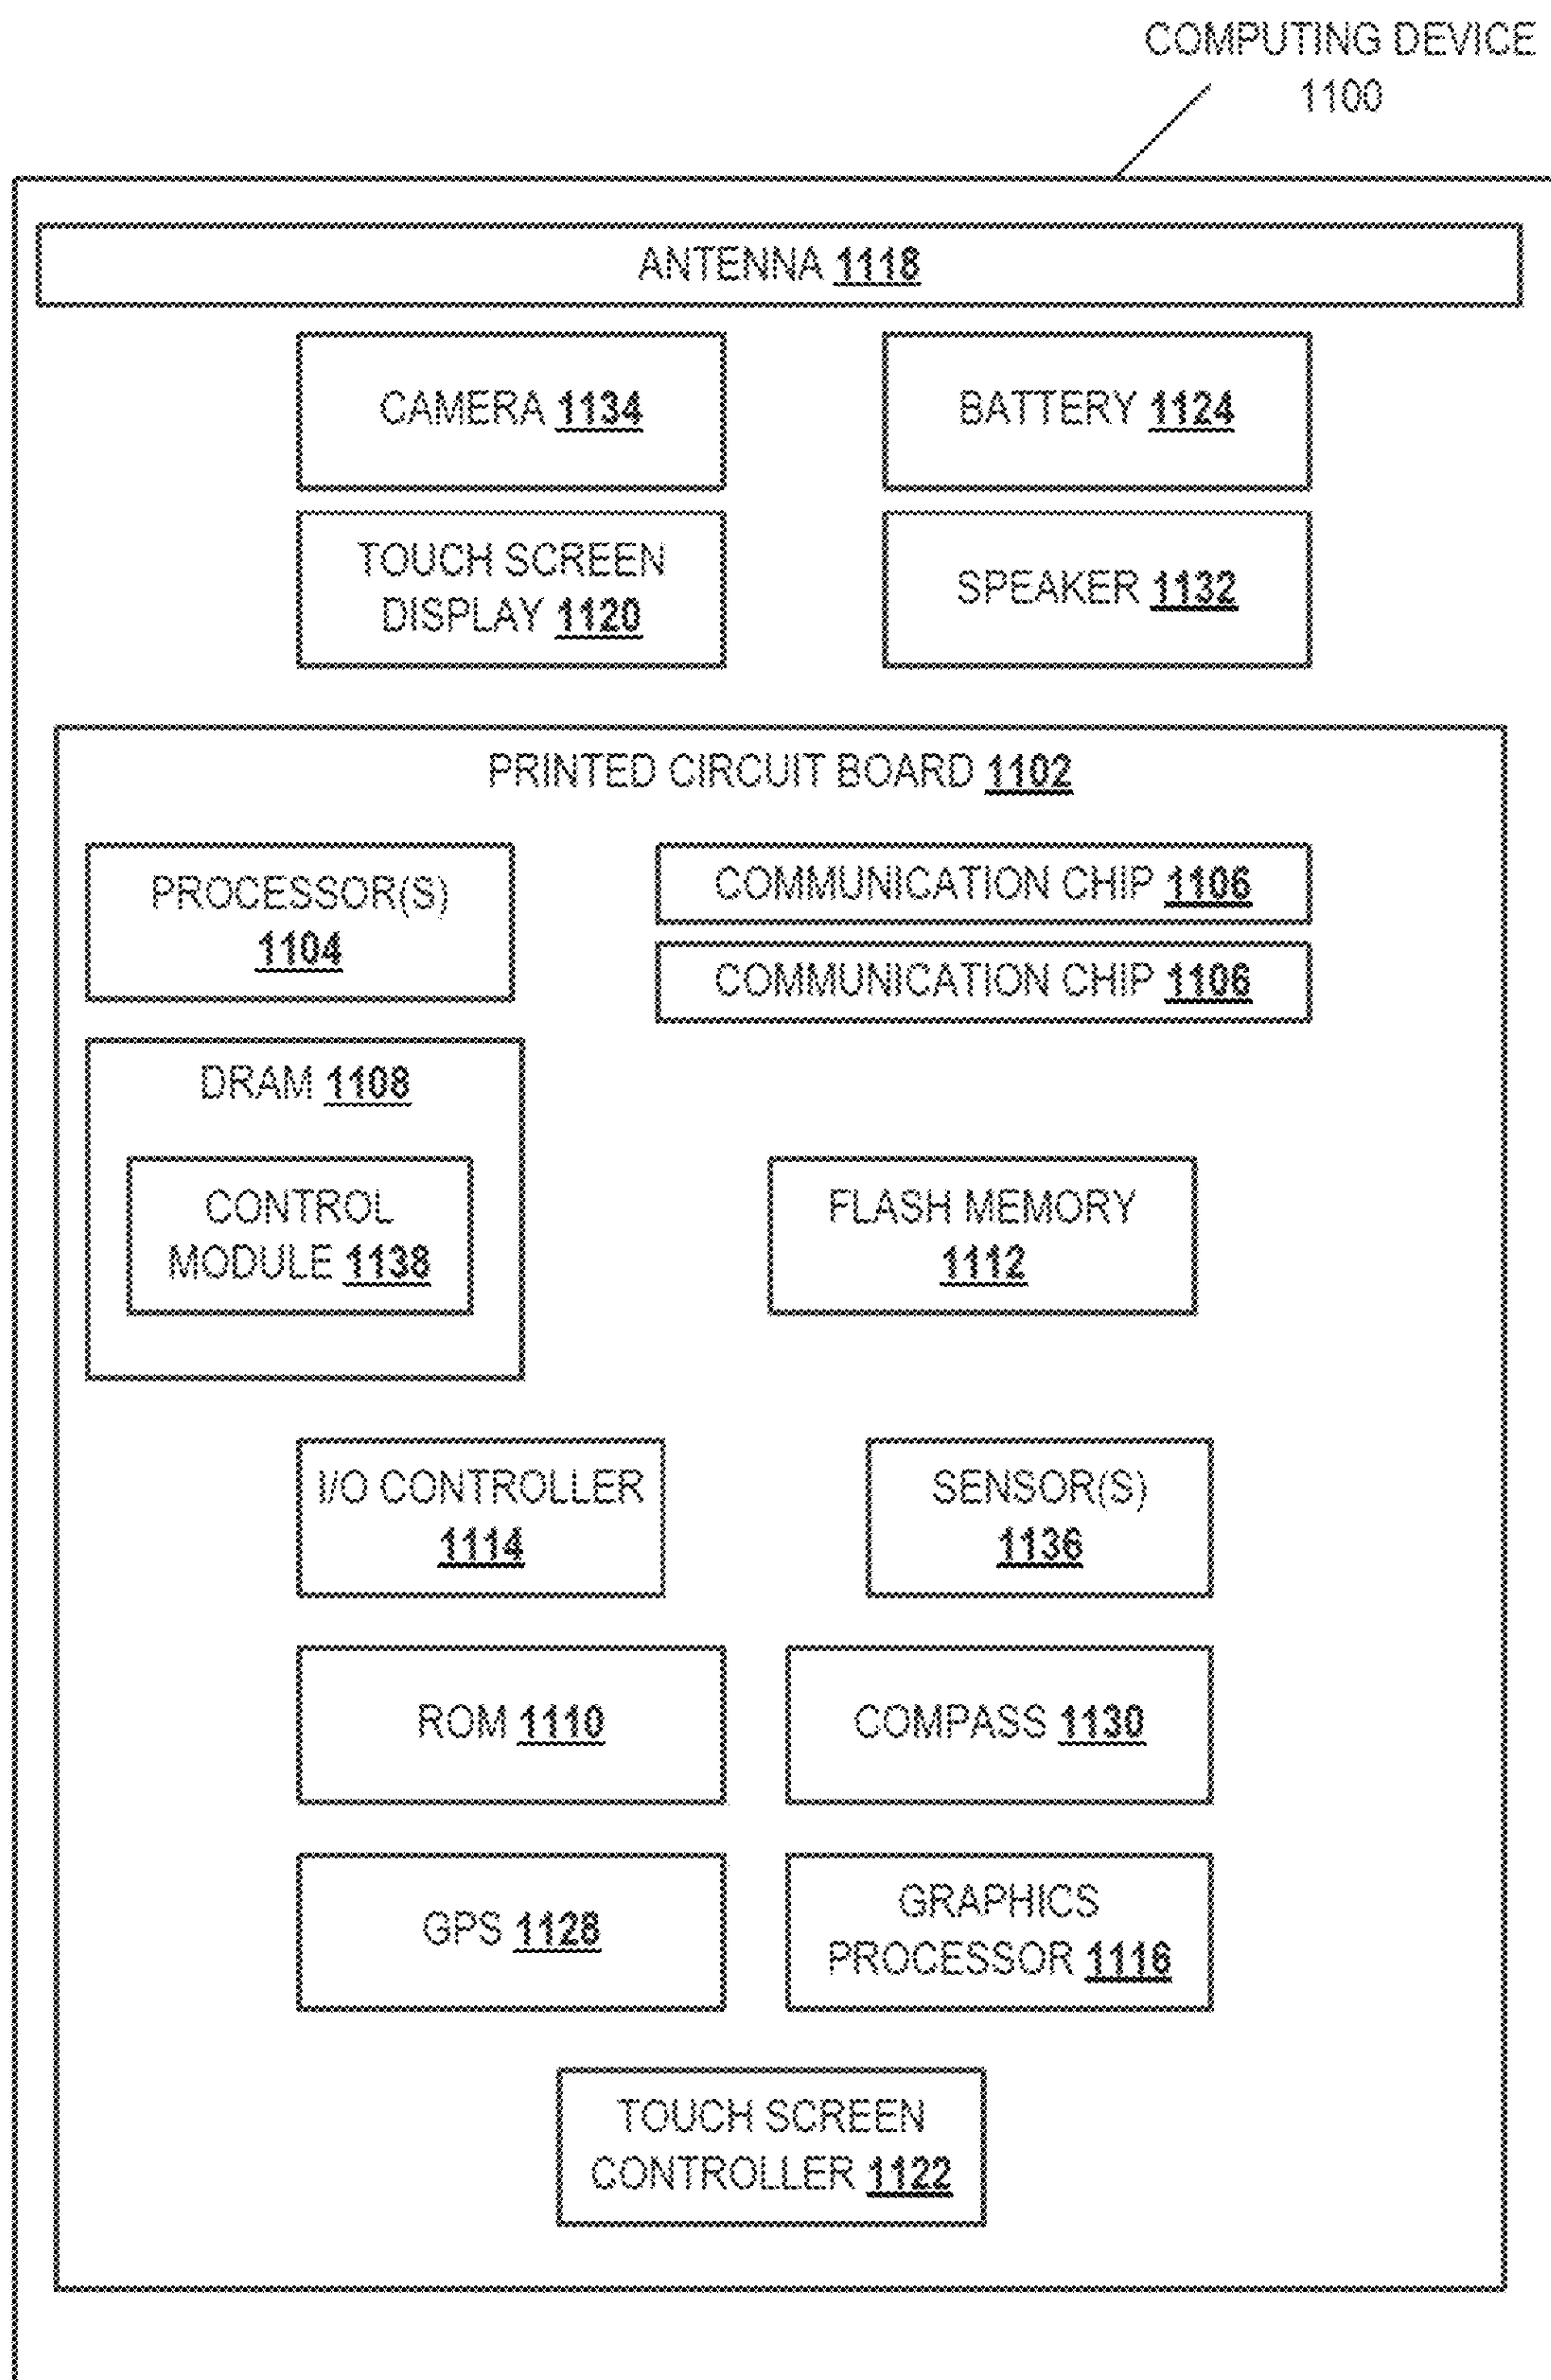 COMPUTING DEVICE
1100
ANTENNA 1118
CAMERA 1134
BATTERY 1124
TOUCH SCREEN
DISPLAY 1120
SPEAKER 1132
PRINTED CIRCUIT BOARD 1102
PROCESSOR(S)
1104
COMMUNICATION CHIP 1106
COMMUNICATION CHIP 1106
DRAM 1108
CONTROL
MODULE 1138
FLASH MEMORY
1112
I/O CONTROLLER
1114
SENSOR(S)
1136
ROM 1110
COMPASS 1130
GPS 1128
GRAPHICS
PROCESSOR 1116
TOUCH SCREEN
CONTROLLER 1122